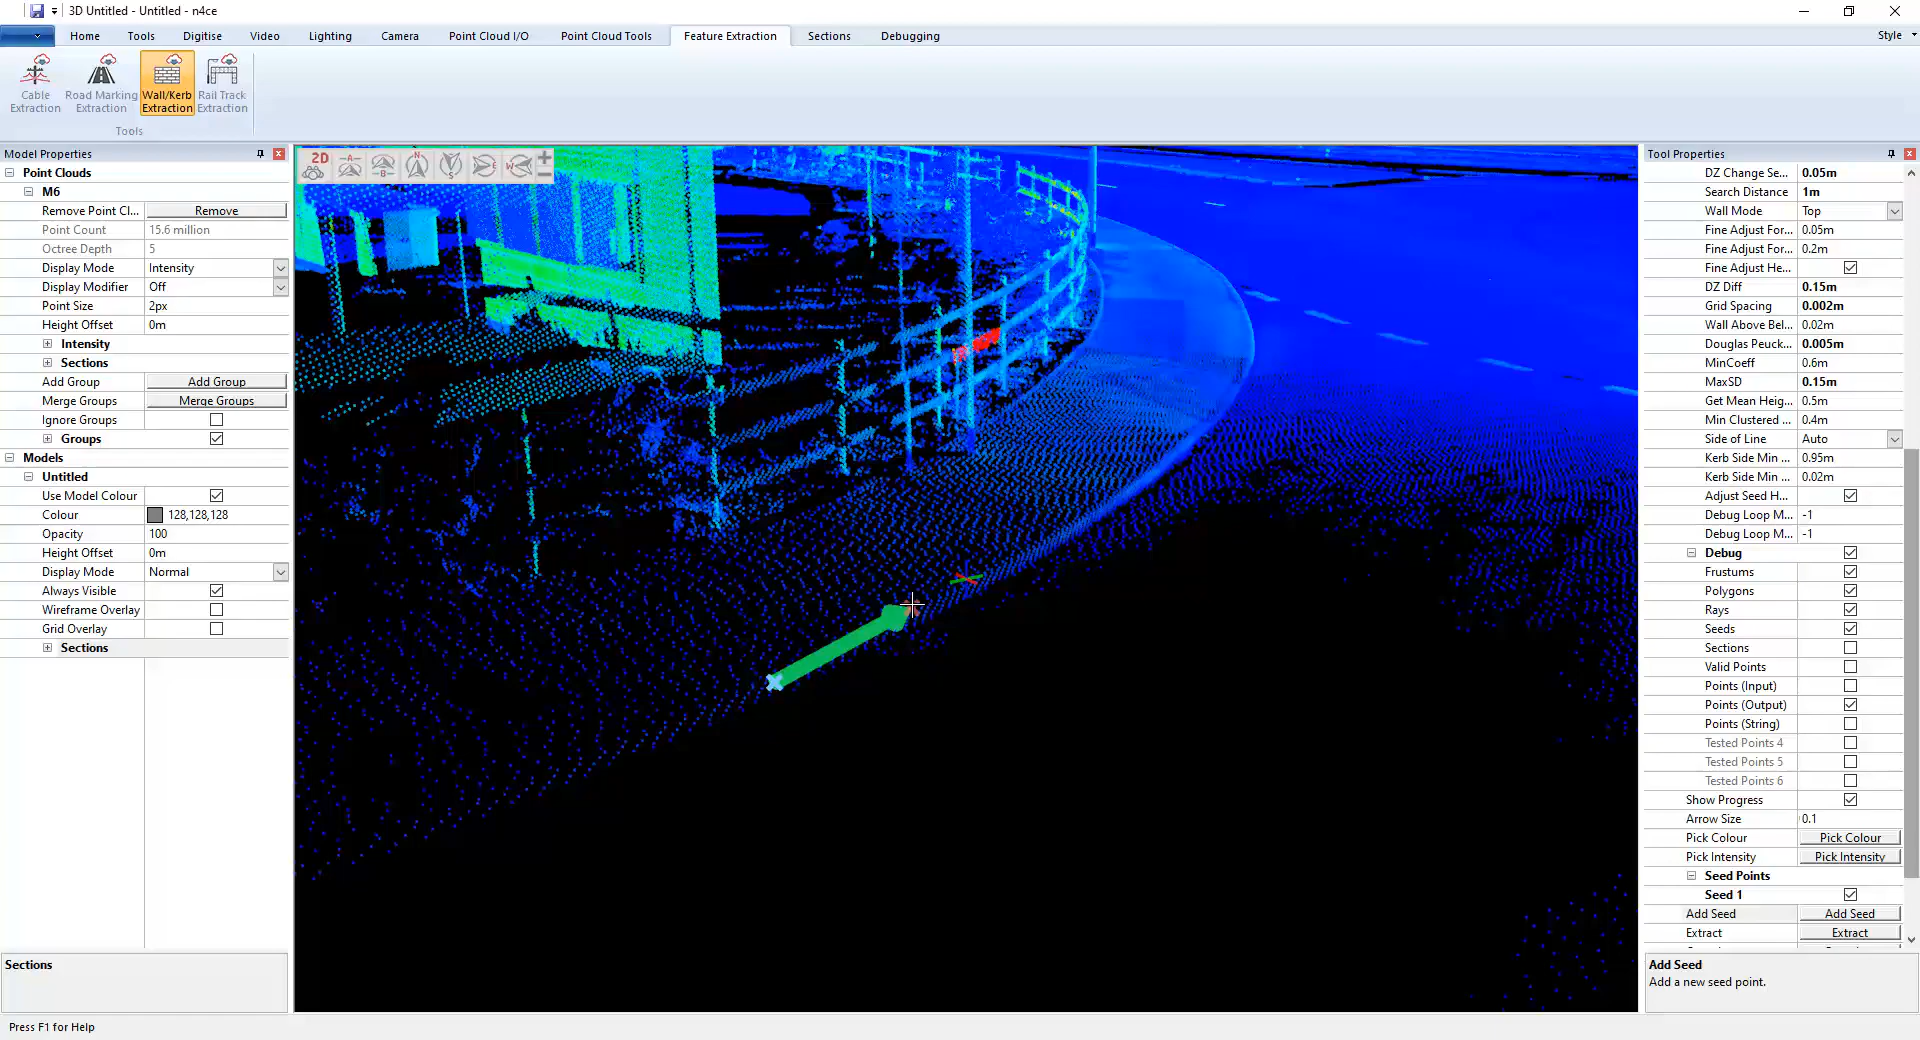 3D Untitled - Untitled - n4ce
Home
Tools
Digitise
Video
Lighting
Camera
Point Cloud I/O
Point Cloud Tools
Feature Extraction
Sections
Debugging
Style
Cable Extraction
Road Marking Extraction
Wall/Kerb Extraction
Rail Track Extraction
Tools
Model Properties
Point Clouds
M6
Remove Point Cl... Remove
Point Count 15.6 million
Octree Depth 5
Display Mode Intensity
Display Modifier Off
Point Size 2px
Height Offset 0m
Intensity
Sections
Add Group Add Group
Merge Groups Merge Groups
Ignore Groups
Groups
Models
Untitled
Use Model Colour
Colour 128,128,128
Opacity 100
Height Offset 0m
Display Mode Normal
Always Visible
Wireframe Overlay
Grid Overlay
Sections
Sections
Press F1 for Help
2D
A
B
N
S
E
W
Tool Properties
DZ Change Se... 0.05m
Search Distance 1m
Wall Mode Top
Fine Adjust For... 0.05m
Fine Adjust For... 0.2m
Fine Adjust He...
DZ Diff 0.15m
Grid Spacing 0.002m
Wall Above Bel... 0.02m
Douglas Peuck... 0.005m
MinCoeff 0.6m
MaxSD 0.15m
Get Mean Heig... 0.5m
Min Clustered ... 0.4m
Side of Line Auto
Kerb Side Min ... 0.95m
Kerb Side Min ... 0.02m
Adjust Seed H...
Debug Loop M... -1
Debug Loop M... -1
Debug
Frustums
Polygons
Rays
Seeds
Sections
Valid Points
Points (Input)
Points (Output)
Points (String)
Tested Points 4
Tested Points 5
Tested Points 6
Show Progress
Arrow Size 0.1
Pick Colour Pick Colour
Pick Intensity Pick Intensity
Seed Points
Seed 1
Add Seed Add Seed
Extract Extract
Add Seed
Add a new seed point.